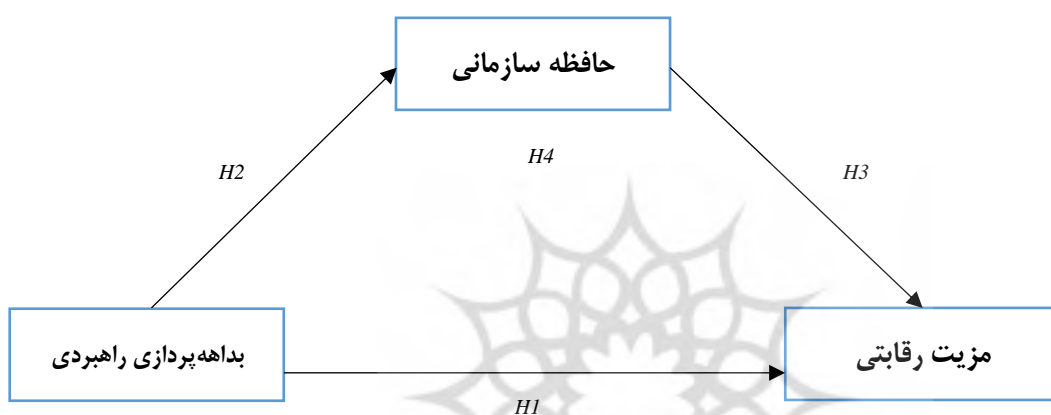 حافظه سازمانی
H2
H4
H3
بداهه‌پردازی راهبردی
مزیت رقابتی
H1